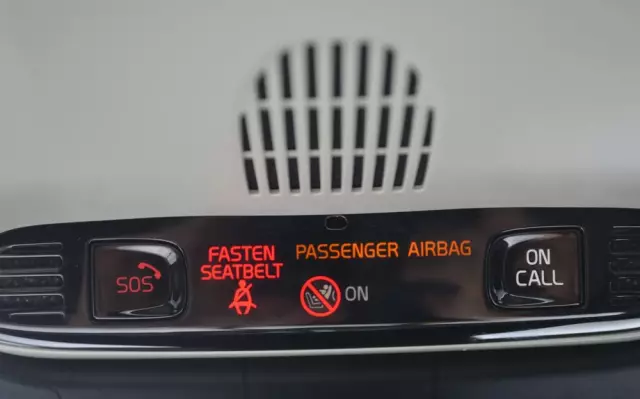 SOS
FASTEN
SEATBELT
PASSENGER AIRBAG
ON
ON
CALL